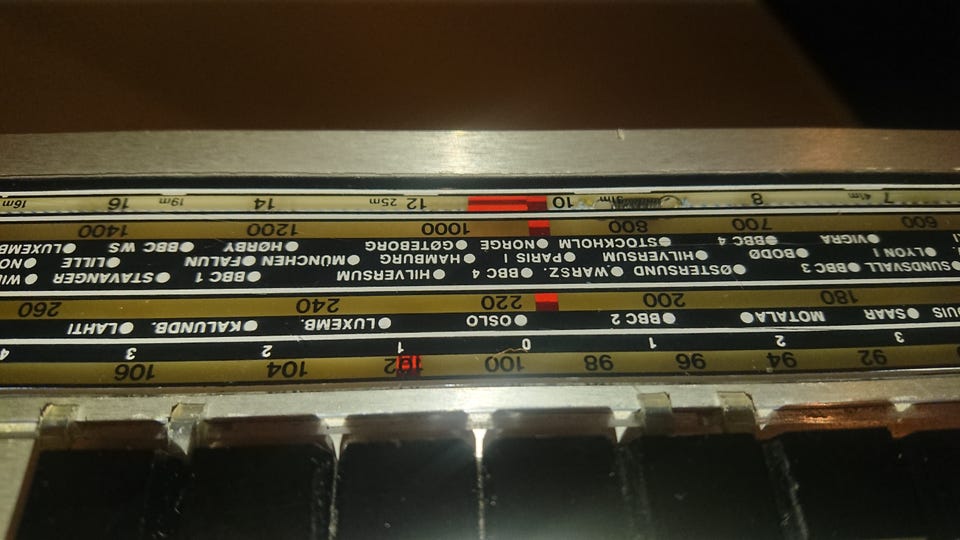 92 94 96 98 100 102 104 106
3 2 1 0 1 2 3 4
SAAR MOTALA BBC 2 OSLO LUXEMB. KALUNDB. LAHTI
180 200 220 240 260
SUNDSVALL BBC 3 ØSTERSUND WARSZ. BBC 4 HILVERSUM BBC 1 STAVANGER
LYON I BODØ HILVERSUM PARIS I HAMBURG MÜNCHEN FALUN LILLE
VIGRA BBC 4 STOCKHOLM NORGE GØTEBORG HØRBY BBC WS LUXEMB
600 700 800 1000 1200 1400
7 41m 8 31m 10 12 25m 14 19m 16 16m